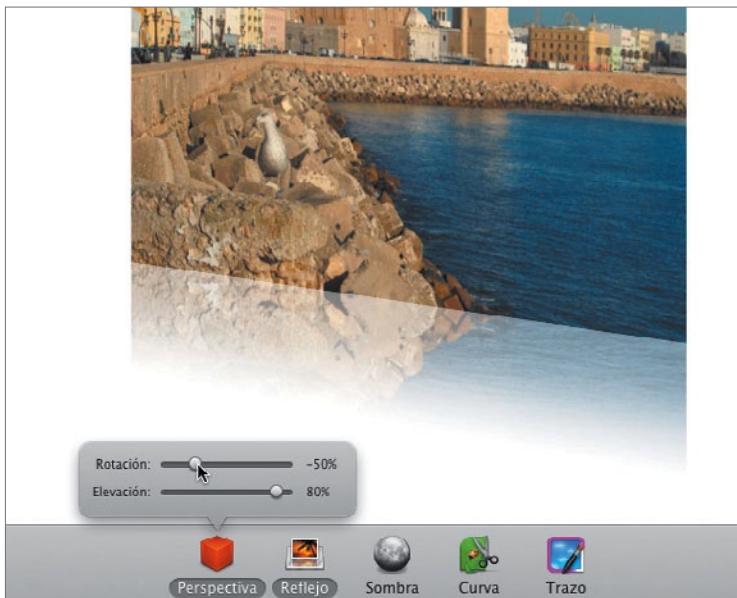 Rotación: -50%
Elevación: 80%
Perspectiva Reflejo Sombra Curva Trazo